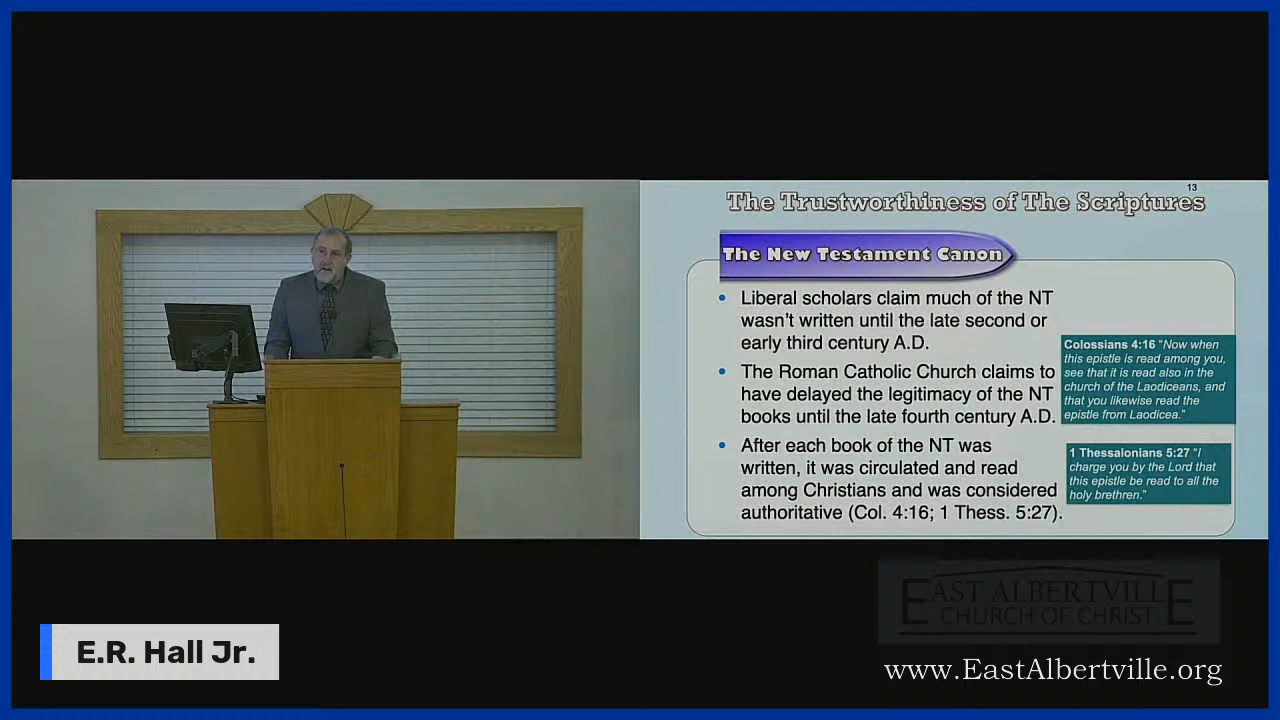 13
The Trustworthiness of The Scriptures
The New Testament Canon
• Liberal scholars claim much of the NT
wasn't written until the late second or
early third century A.D.
• The Roman Catholic Church claims to
have delayed the legitimacy of the NT
books until the late fourth century A.D.
• After each book of the NT was
written, it was circulated and read
among Christians and was considered
authoritative (Col. 4:16; 1 Thess. 5:27).
Colossians 4:16 "Now when
this epistle is read among you,
see that it is read also in the
church of the Laodiceans, and
that you likewise read the
epistle from Laodicea."
1 Thessalonians 5:27 "I
charge you by the Lord that
this epistle be read to all the
holy brethren."
EAST ALBERTVILLE
CHURCH OF CHRIST
E.R. Hall Jr.
www.EastAlbertville.org